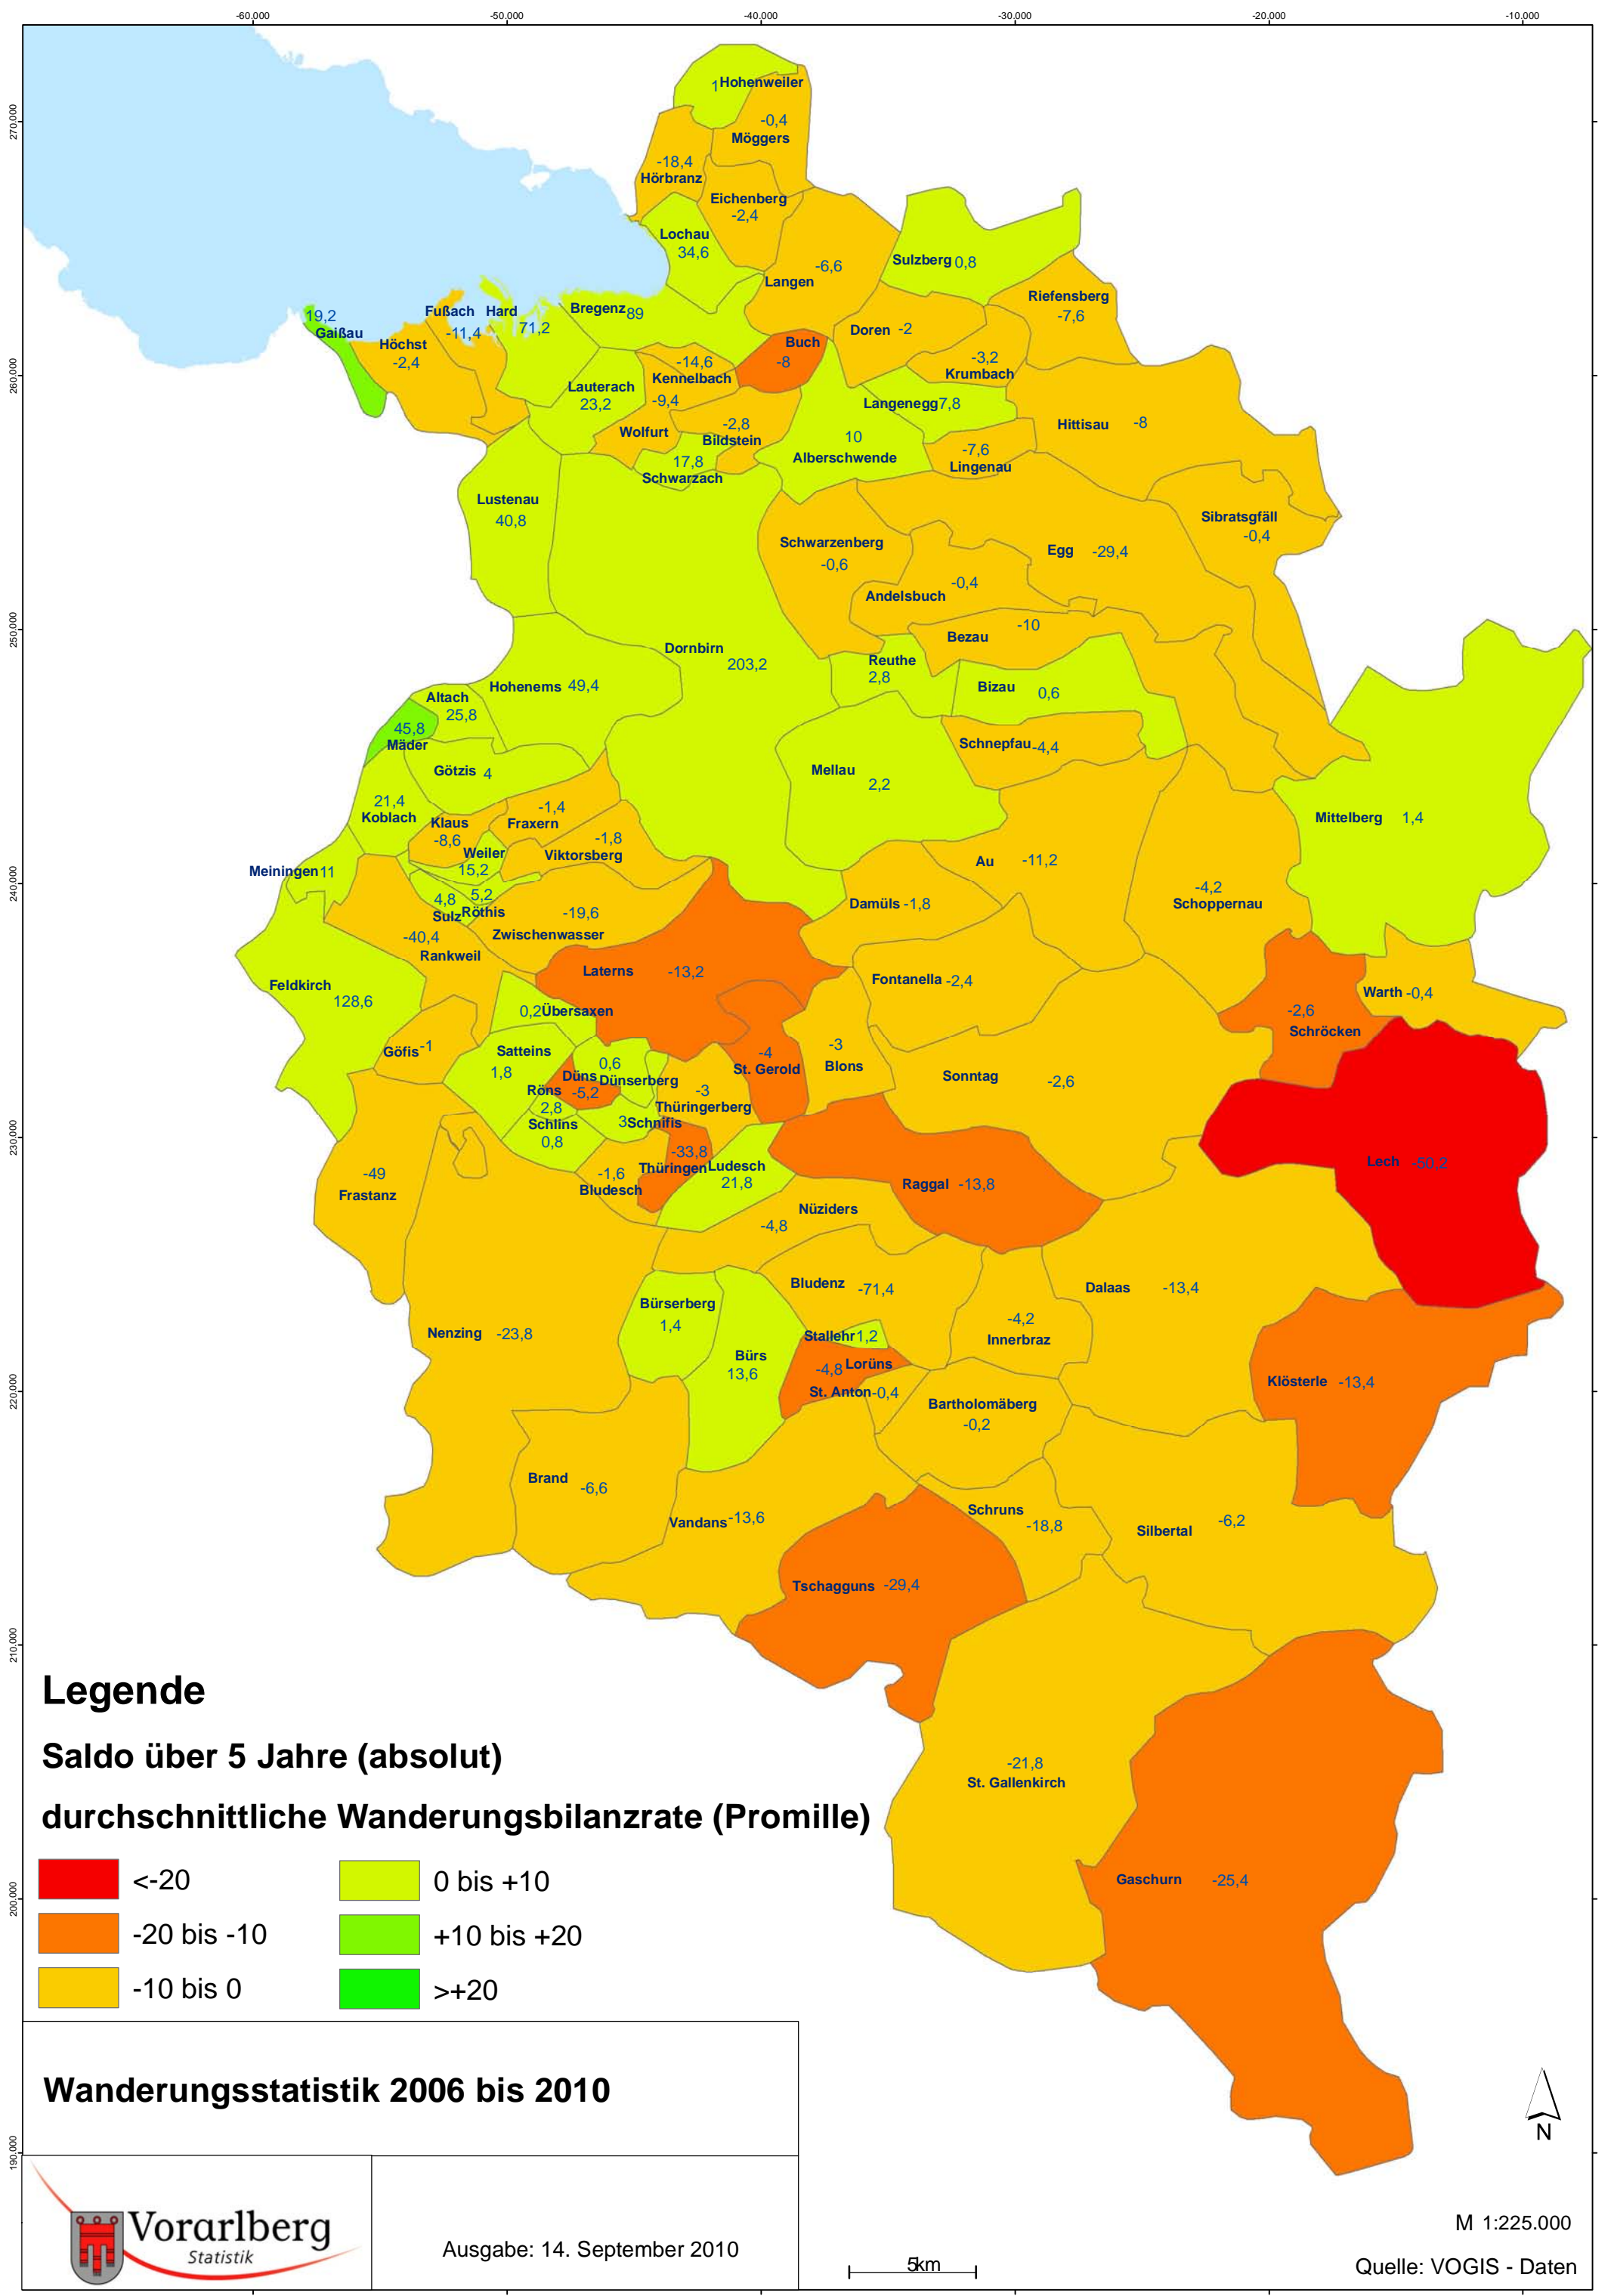 -60.000 -50.000 -40.000 -30.000 -20.000 -10.000
270.000
260.000
250.000
240.000
230.000
220.000
210.000
200.000
190.000
1 Hohenweiler
-0,4
Möggers
-18,4
Hörbranz
Eichenberg
-2,4
Lochau
34,6
-6,6
Langen
Sulzberg 0,8
Riefensberg
-7,6
19,2
Gaißau
Fußach
-11,4
Hard
71,2
Bregenz 89
Höchst
-2,4
Doren -2
Buch
-8
-3,2
Krumbach
-14,6
Kennelbach
Lauterach
23,2
-9,4
Wolfurt
-2,8
Bildstein
Langenegg 7,8
Hittisau -8
10
Alberschwende
-7,6
Lingenau
17,8
Schwarzach
Lustenau
40,8
Sibratsgfäll
-0,4
Schwarzenberg
-0,6
Egg -29,4
-0,4
Andelsbuch
-10
Bezau
Dornbirn
203,2
Reuthe
2,8
Bizau 0,6
Hohenems 49,4
Altach
25,8
45,8
Mäder
Schnepfau -4,4
Götzis 4
Mellau
2,2
21,4
Koblach
-1,4
Fraxern
Klaus
-8,6
Mittelberg 1,4
-1,8
Viktorsberg
Weiler
15,2
Au -11,2
Meiningen 11
-4,2
Schoppernau
4,8
Sulz
5,2
Röthis
Damüls -1,8
-19,6
Zwischenwasser
-40,4
Rankweil
Laterns -13,2
Fontanella -2,4
Feldkirch
128,6
Warth -0,4
0,2 Übersaxen
-2,6
Schröcken
Göfis -1
Satteins
1,8
-4
St. Gerold
-3
Blons
0,6
Dünserberg
Düns
-5,2
Sonntag -2,6
Röns
2,8
-3
Thüringerberg
Schlins
0,8
3 Schnifis
-33,8
Thüringen
Ludesch
21,8
Lech -50,2
-49
Frastanz
-1,6
Bludesch
Raggal -13,8
Nüziders
-4,8
Bludenz -71,4
Dalaas -13,4
Bürserberg
1,4
-4,2
Innerbraz
Nenzing -23,8
Stallehr 1,2
Bürs
13,6
-4,8 Lorüns
Klösterle -13,4
St. Anton -0,4
Bartholomäberg
-0,2
Brand
-6,6
Vandans -13,6
Schruns
-18,8
-6,2
Silbertal
Tschagguns -29,4
-21,8
St. Gallenkirch
Gaschurn -25,4
Legende
Saldo über 5 Jahre (absolut)
durchschnittliche Wanderungsbilanzrate (Promille)
<-20
-20 bis -10
-10 bis 0
0 bis +10
+10 bis +20
>+20
Wanderungsstatistik 2006 bis 2010
Vorarlberg
Statistik
Ausgabe: 14. September 2010
5km
N
M 1:225.000
Quelle: VOGIS - Daten